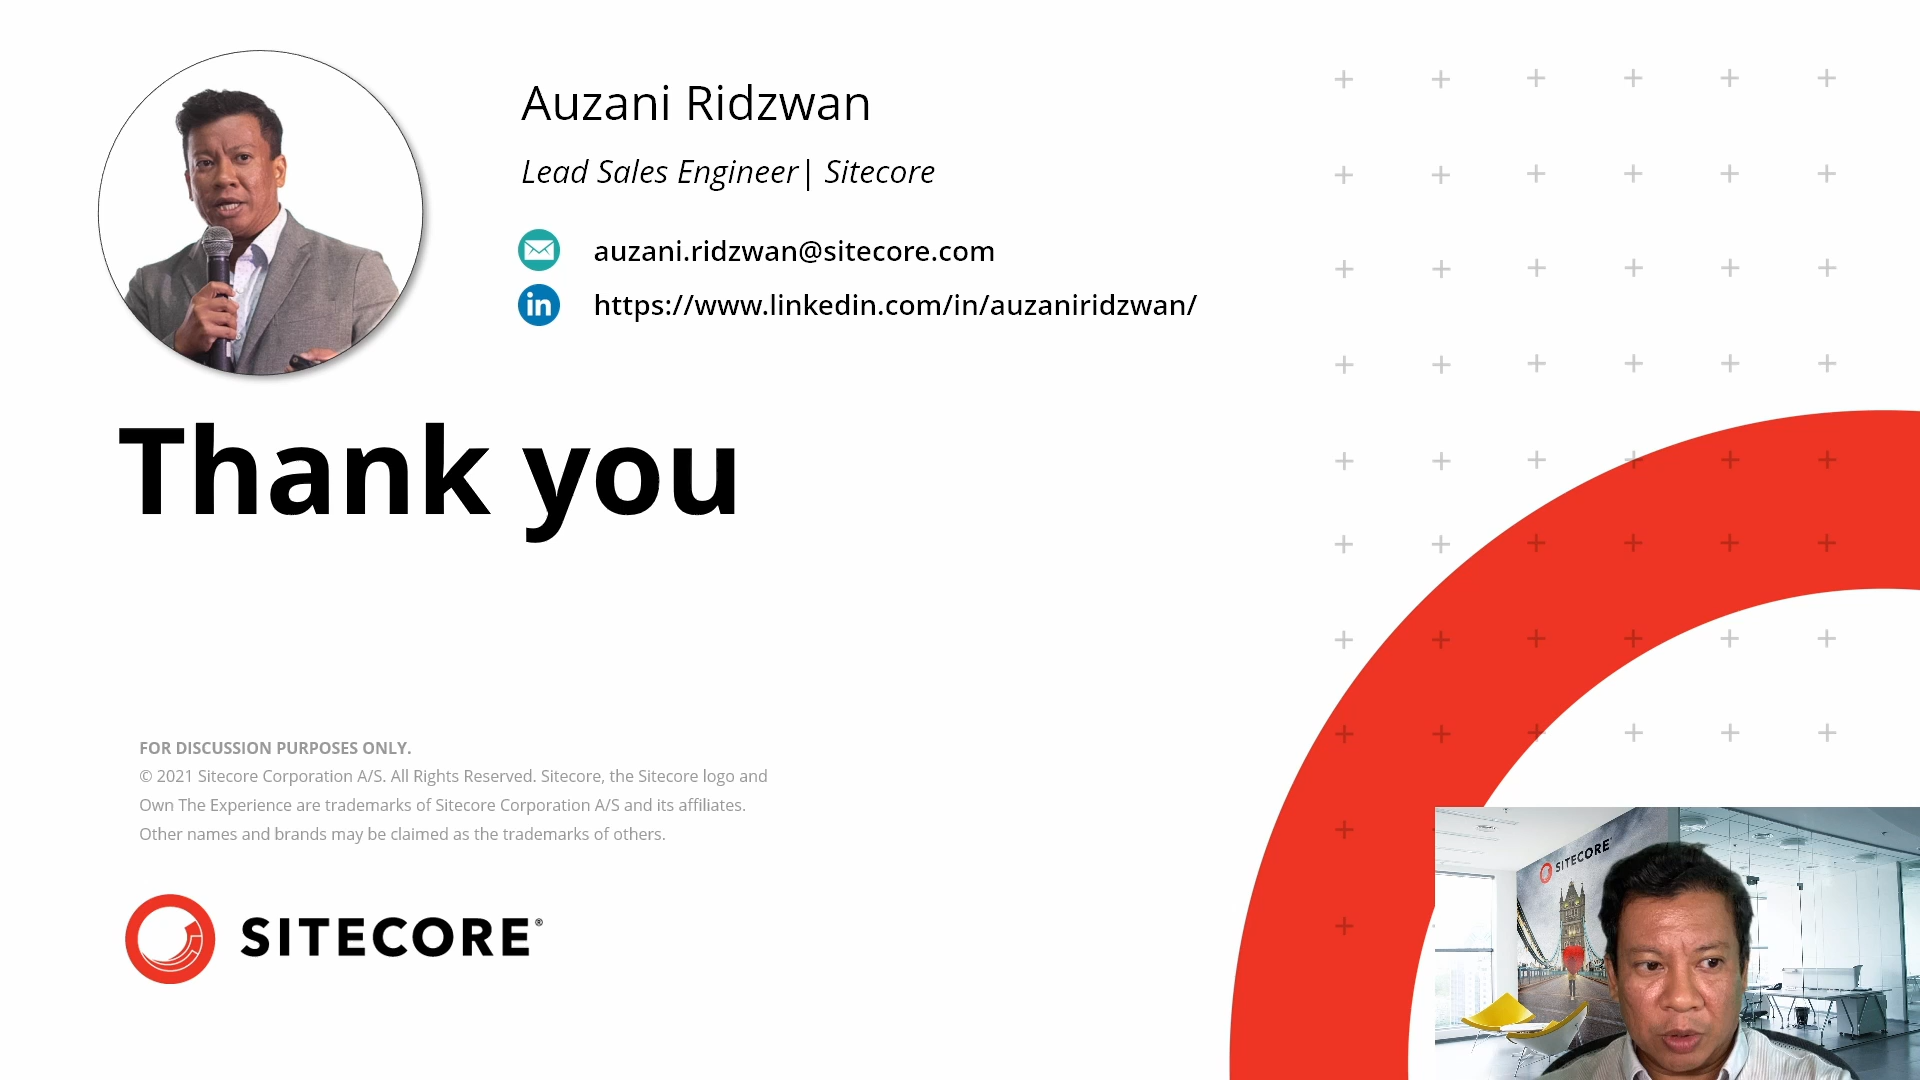 Auzani Ridzwan
Lead Sales Engineer| Sitecore
auzani.ridzwan@sitecore.com
in https://www.linkedin.com/in/auzaniridzwan/
Thank you
FOR DISCUSSION PURPOSES ONLY.
© 2021 Sitecore Corporation A/S. All Rights Reserved. Sitecore, the Sitecore logo and
Own The Experience are trademarks of Sitecore Corporation A/S and its affiliates.
Other names and brands may be claimed as the trademarks of others.
SITECORE®
SITECORE